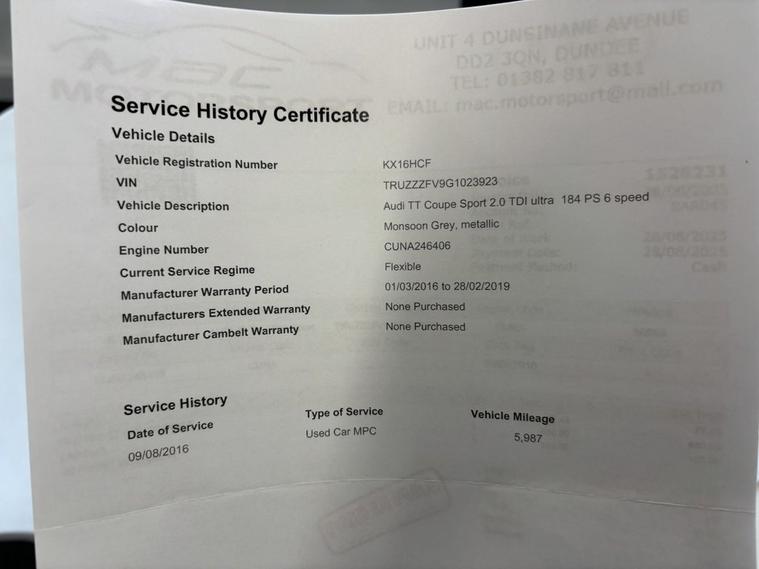 MAC
MOTORSPORT
UNIT 4 DUNSINANE AVENUE
DD2 3QN, DUNDEE
TEL: 01382 817 811
EMAIL: mac.motorsport@mail.com
Service History Certificate
Vehicle Details
Vehicle Registration Number KX16HCF
VIN TRUZZZFV9G1023923
Vehicle Description Audi TT Coupe Sport 2.0 TDI ultra 184 PS 6 speed
Colour Monsoon Grey, metallic
Engine Number CUNA246406
Current Service Regime Flexible
Manufacturer Warranty Period 01/03/2016 to 28/02/2019
Manufacturers Extended Warranty None Purchased
Manufacturer Cambelt Warranty None Purchased
1528231
Cash
Service History
Date of Service Type of Service Vehicle Mileage
09/08/2016 Used Car MPC 5,987